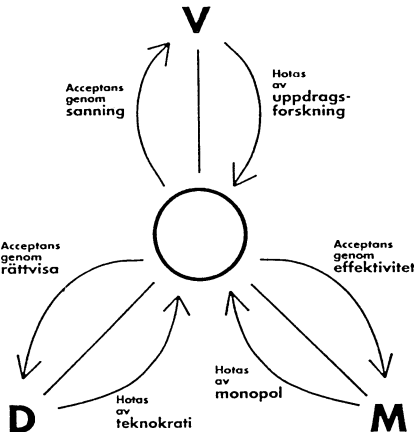 V
Acceptans
genom
sanning
Hotas
av
uppdrags-
forskning
Acceptans
genom
rättvisa
Acceptans
genom
effektivitet
Hotas
av
teknokrati
Hotas
av
monopol
D
M